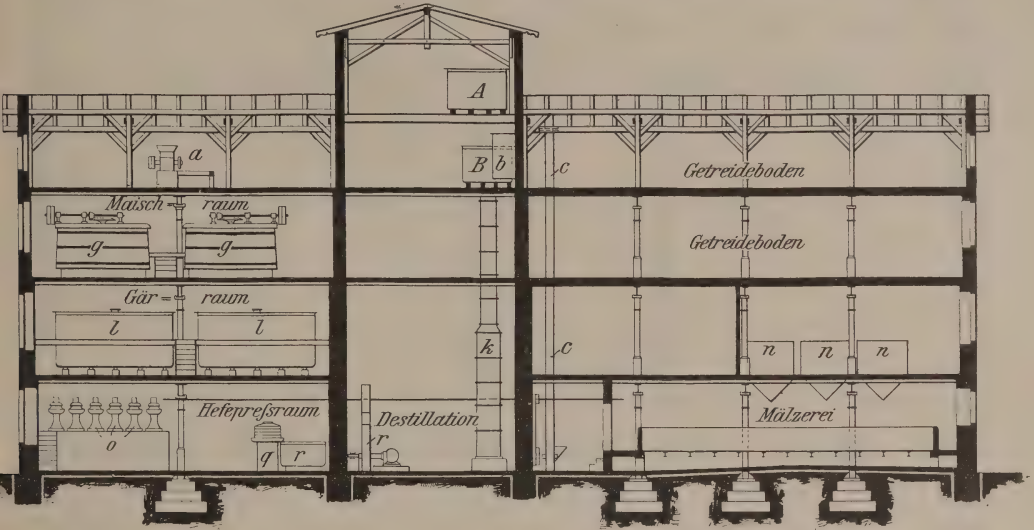 A
a
B b
c
Getreideboden
Maisch = raum
g g
Getreideboden
Gär = raum
l l
k
c
n n n
Hefepreßraum
Destillation
Mälzerei
o
q r
r